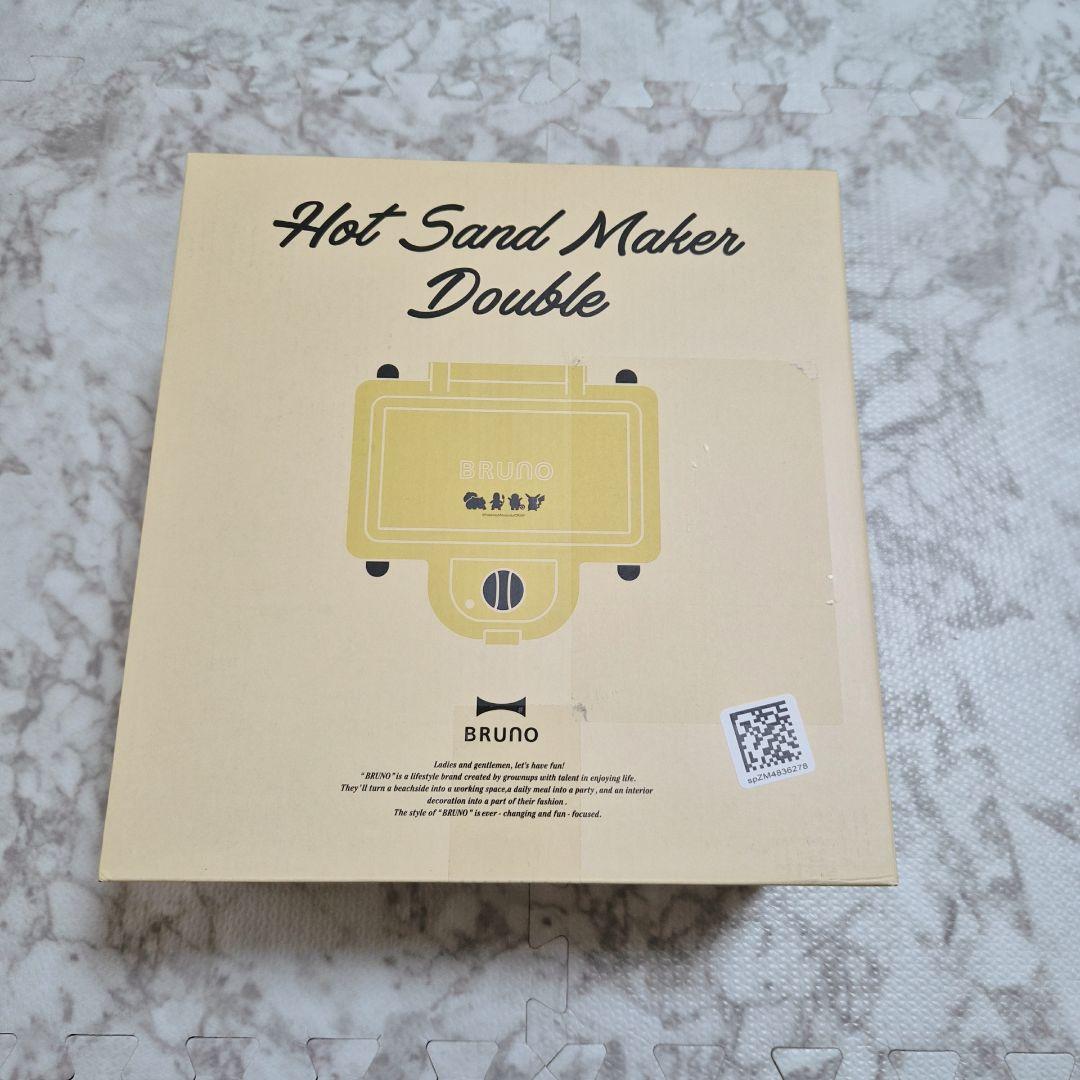 Hot Sand Maker
Double
BRUNO
BRUNO
Ladies and gentlemen, let's have fun!
"BRUNO" is a lifestyle brand created by grownups with talent in enjoying life.
They'll turn a beachside into a working space,a daily meal into a party , and an interior
decoration into a part of their fashion .
The style of "BRUNO" is ever - changing and fun - focused.
spZM4836278